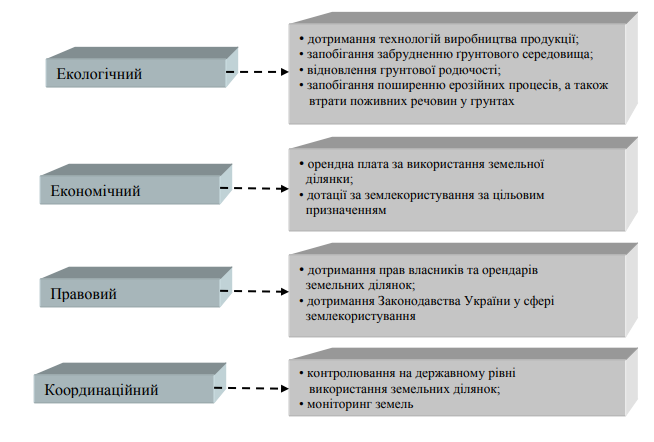 Екологічний
• дотримання технологій виробництва продукції;
• запобігання забрудненню ґрунтового середовища;
• відновлення грунтової родючості;
• запобігання поширенню ерозійних процесів, а також
втрати поживних речовин у грунтах
Економічний
• орендна плата за використання земельної
ділянки;
• дотації за землекористування за цільовим
призначенням
Правовий
• дотримання прав власників та орендарів
земельних ділянок;
• дотримання Законодавства України у сфері
землекористування
Координаційний
• контролювання на державному рівні
використання земельних ділянок;
• моніторинг земель